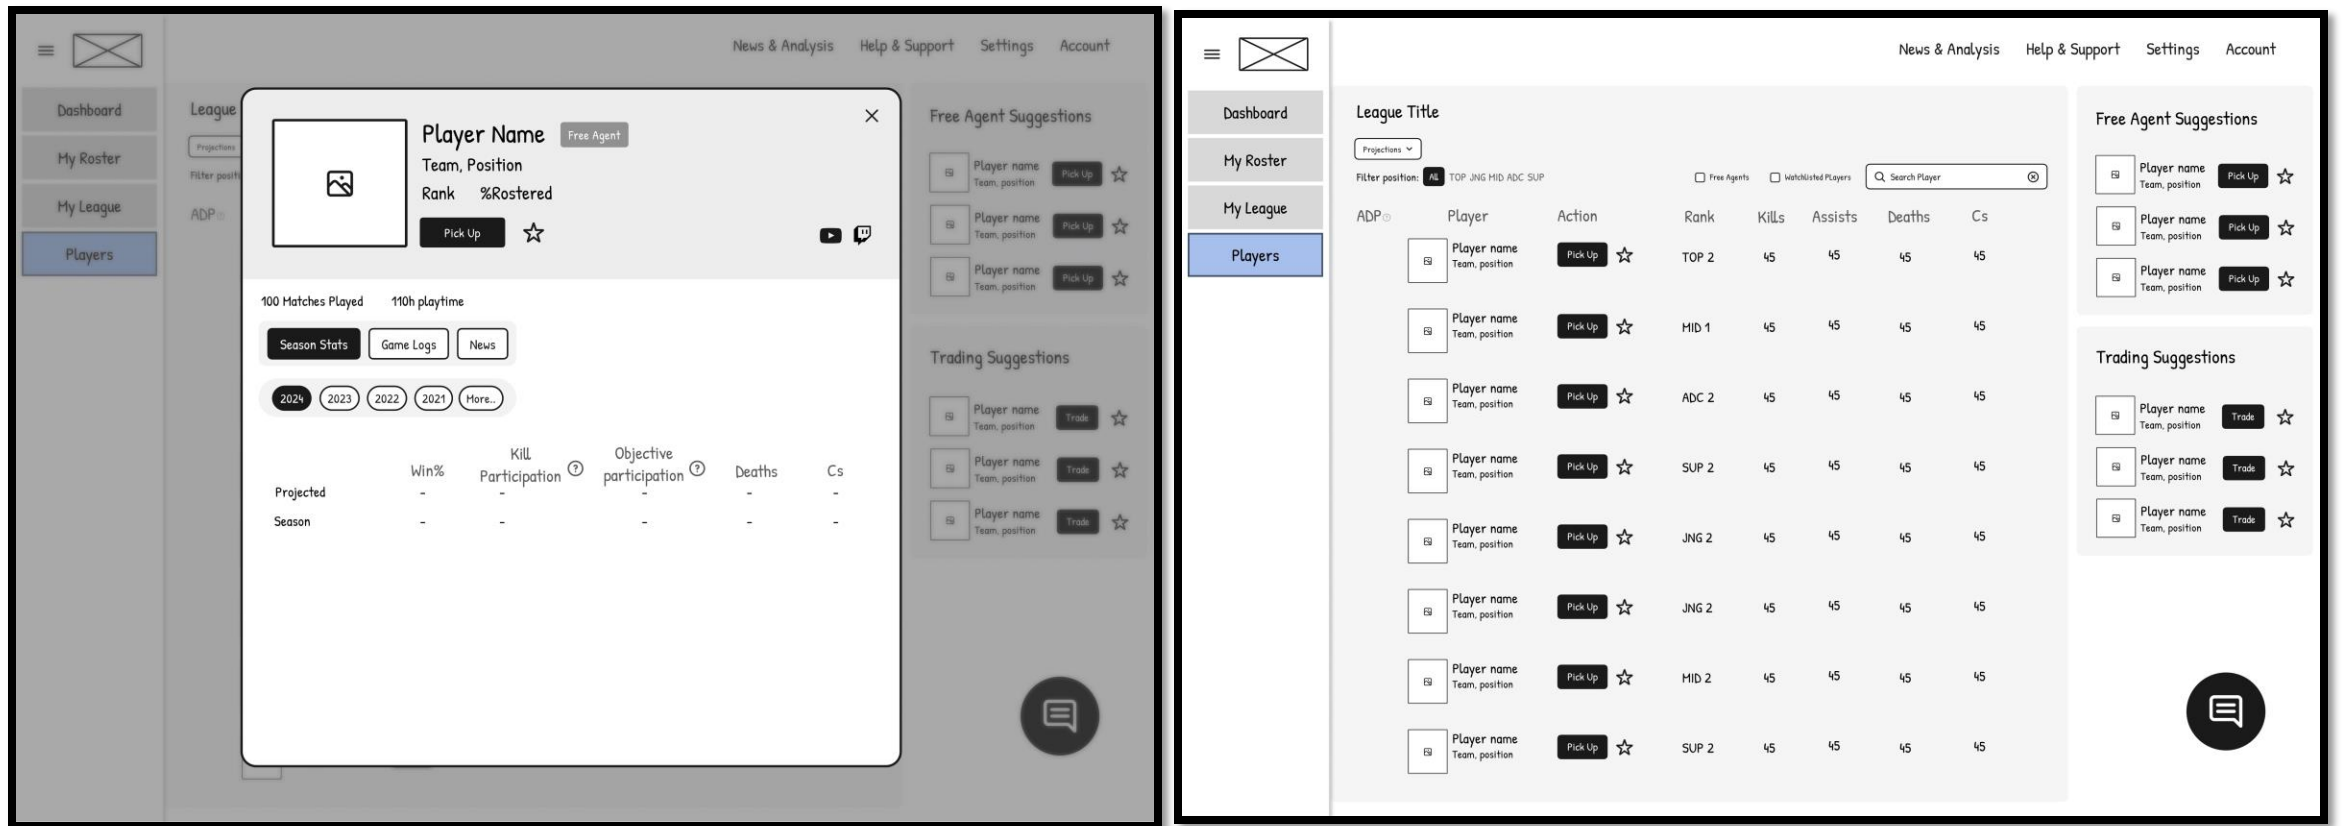 News & Analysis Help & Support Settings Account
Dashboard
My Roster
My League
Players
League
Projections
Filter positi
ADP
Player Name Free Agent
Team, Position
Rank %Rostered
Pick Up
100 Matches Played 110h playtime
Season Stats Game Logs News
2024 2023 2022 2021 More..
Win% Kill Participation Objective participation Deaths Cs
Projected - - - - -
Season - - - - -
Free Agent Suggestions
Player name Pick Up
Team, position
Player name Pick Up
Team, position
Player name Pick Up
Team, position
Trading Suggestions
Player name Trade
Team, position
Player name Trade
Team, position
Player name Trade
Team, position
News & Analysis Help & Support Settings Account
Dashboard
My Roster
My League
Players
League Title
Projections
Filter position: All TOP JNG MID ADC SUP Free Agents Watchlisted Players Search Player
ADP Player Action Rank Kills Assists Deaths Cs
Player name Pick Up TOP 2 45 45 45 45
Team, position
Player name Pick Up MID 1 45 45 45 45
Team, position
Player name Pick Up ADC 2 45 45 45 45
Team, position
Player name Pick Up SUP 2 45 45 45 45
Team, position
Player name Pick Up JNG 2 45 45 45 45
Team, position
Player name Pick Up JNG 2 45 45 45 45
Team, position
Player name Pick Up MID 2 45 45 45 45
Team, position
Player name Pick Up SUP 2 45 45 45 45
Team, position
Free Agent Suggestions
Player name Pick Up
Team, position
Player name Pick Up
Team, position
Player name Pick Up
Team, position
Trading Suggestions
Player name Trade
Team, position
Player name Trade
Team, position
Player name Trade
Team, position